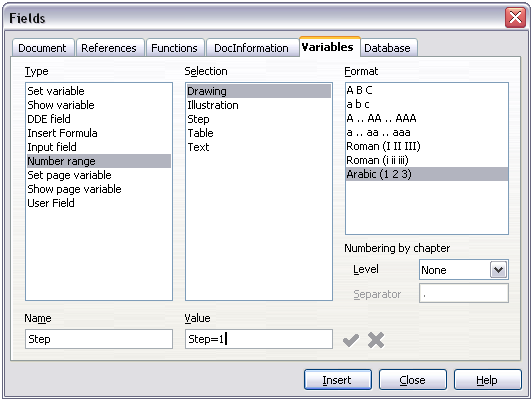 Fields
Document References Functions DocInformation Variables Database
Type
Set variable
Show variable
DDE field
Insert Formula
Input field
Number range
Set page variable
Show page variable
User Field
Selection
Drawing
Illustration
Step
Table
Text
Format
A B C
a b c
A .. AA .. AAA
a .. aa .. aaa
Roman (I II III)
Roman (i ii iii)
Arabic (1 2 3)
Numbering by chapter
Level None
Separator .
Name
Step
Value
Step=1
Insert Close Help